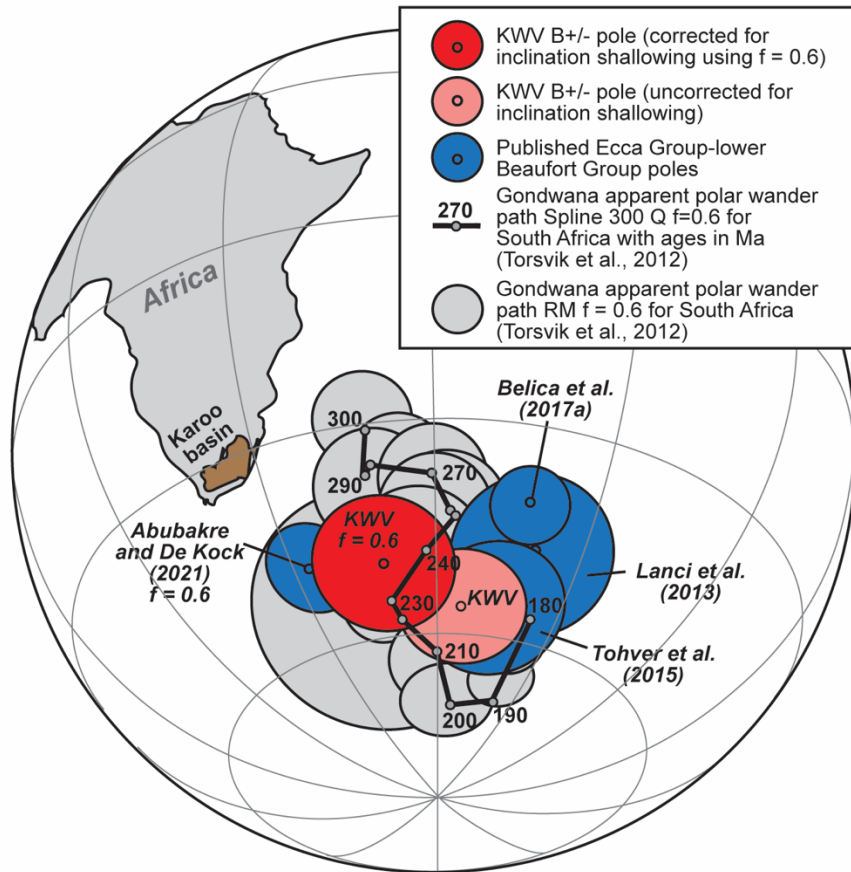 KWV B+/- pole (corrected for
inclination shallowing using f = 0.6)
KWV B+/- pole (uncorrected for
inclination shallowing)
Published Ecca Group-lower
Beaufort Group poles
270
Gondwana apparent polar wander
path Spline 300 Q f=0.6 for
South Africa with ages in Ma
(Torsvik et al., 2012)
Gondwana apparent polar wander
path RM f = 0.6 for South Africa
(Torsvik et al., 2012)
Africa
Karoo
basin
Belica et al.
(2017a)
300
290
270
KWV
f = 0.6
Abubakre
and De Kock
(2021)
f = 0.6
240
Lanci et al.
(2013)
230
KWV
180
210
Tohver et al.
(2015)
200
190